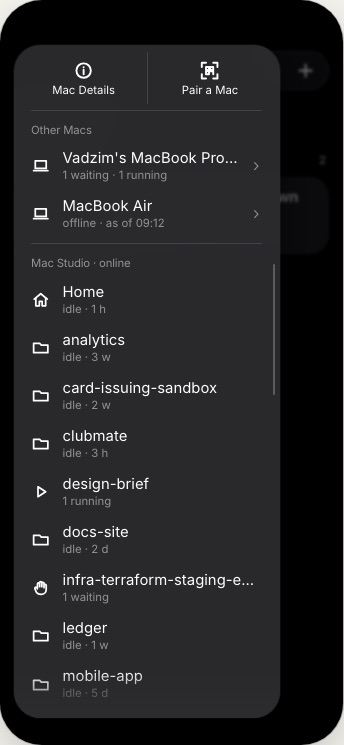 Mac Details
Pair a Mac
Other Macs
Vadzim's MacBook Pro...
1 waiting · 1 running
MacBook Air
offline · as of 09:12
Mac Studio · online
Home
idle · 1 h
analytics
idle · 3 w
card-issuing-sandbox
idle · 2 w
clubmate
idle · 3 h
design-brief
1 running
docs-site
idle · 2 d
infra-terraform-staging-e...
1 waiting
ledger
idle · 1 w
mobile-app
idle · 5 d
2